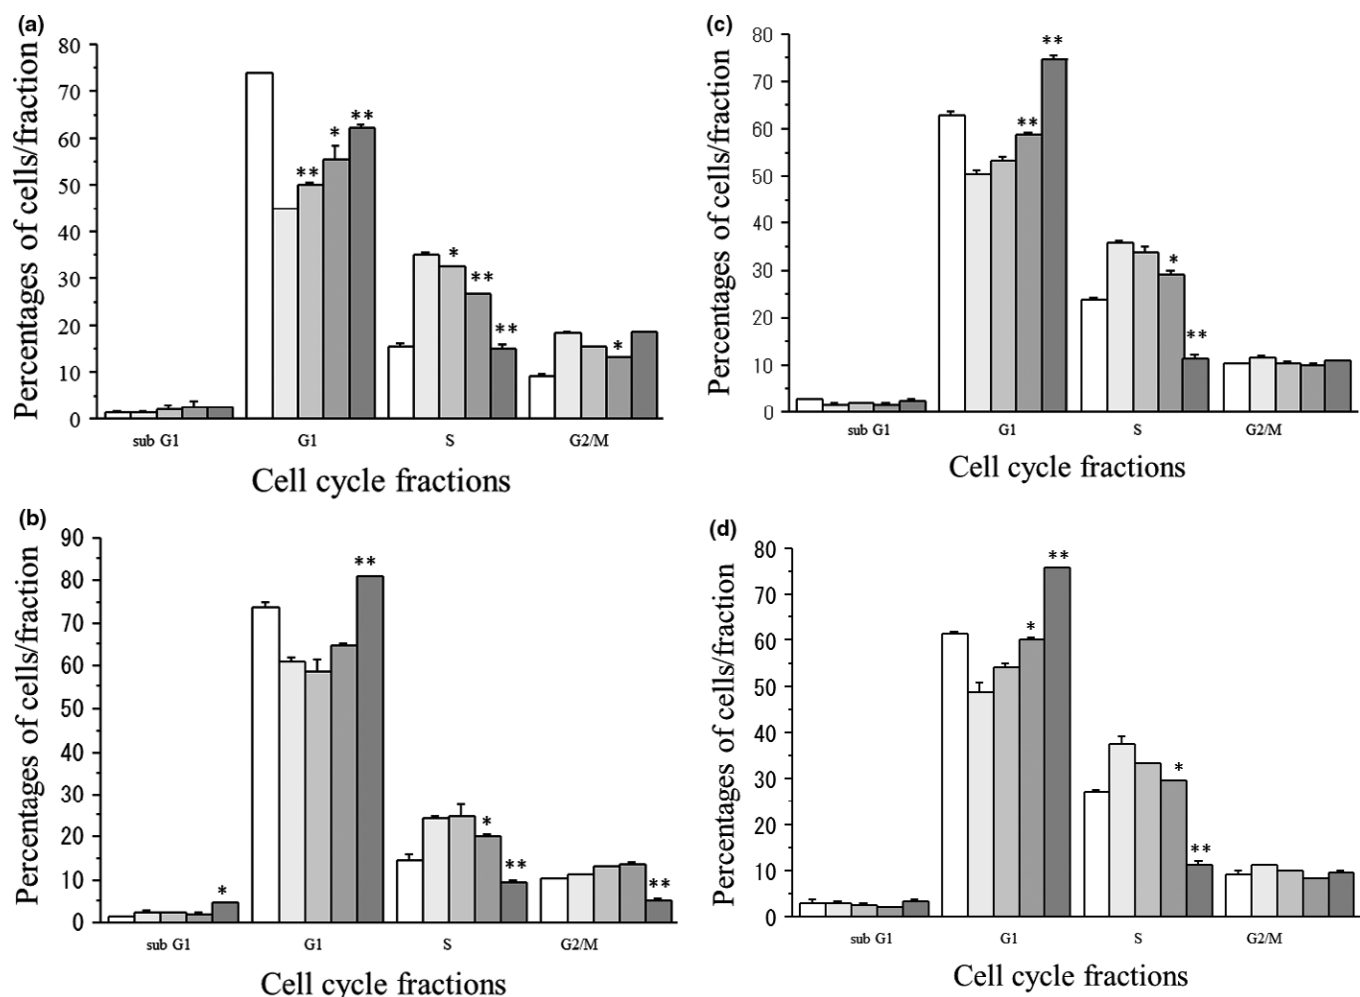 (a)
80
70
60
50
40
30
20
10
0
Percentages of cells/fraction
** * **
* ** **
*
sub G1 G1 S G2/M
Cell cycle fractions
(b)
90
80
70
60
50
40
30
20
10
0
Percentages of cells/fraction
*
**
* **
**
sub G1 G1 S G2/M
Cell cycle fractions
(c)
80
70
60
50
40
30
20
10
0
Percentages of cells/fraction
** **
* **
sub G1 G1 S G2/M
Cell cycle fractions
(d)
80
70
60
50
40
30
20
10
0
Percentages of cells/fraction
* **
* **
sub G1 G1 S G2/M
Cell cycle fractions